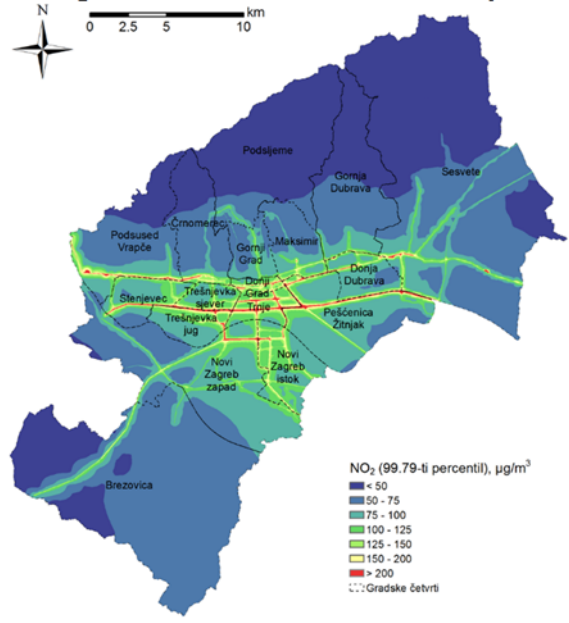 N
km
0 2.5 5 10
Podsljeme
Gornja
Dubrava
Sesvete
Podsused
Vrapče
Črnomerec
Gornji
Grad
Maksimir
Stenjevec
Trešnjevka
sjever
Donji
Grad
Trnje
Donja
Dubrava
Trešnjevka
jug
Pešćenica
Žitnjak
Novi
Zagreb
zapad
Novi
Zagreb
istok
Brezovica
NO₂ (99.79-ti percentil), µg/m³
< 50
50 - 75
75 - 100
100 - 125
125 - 150
150 - 200
> 200
Gradske četvrti